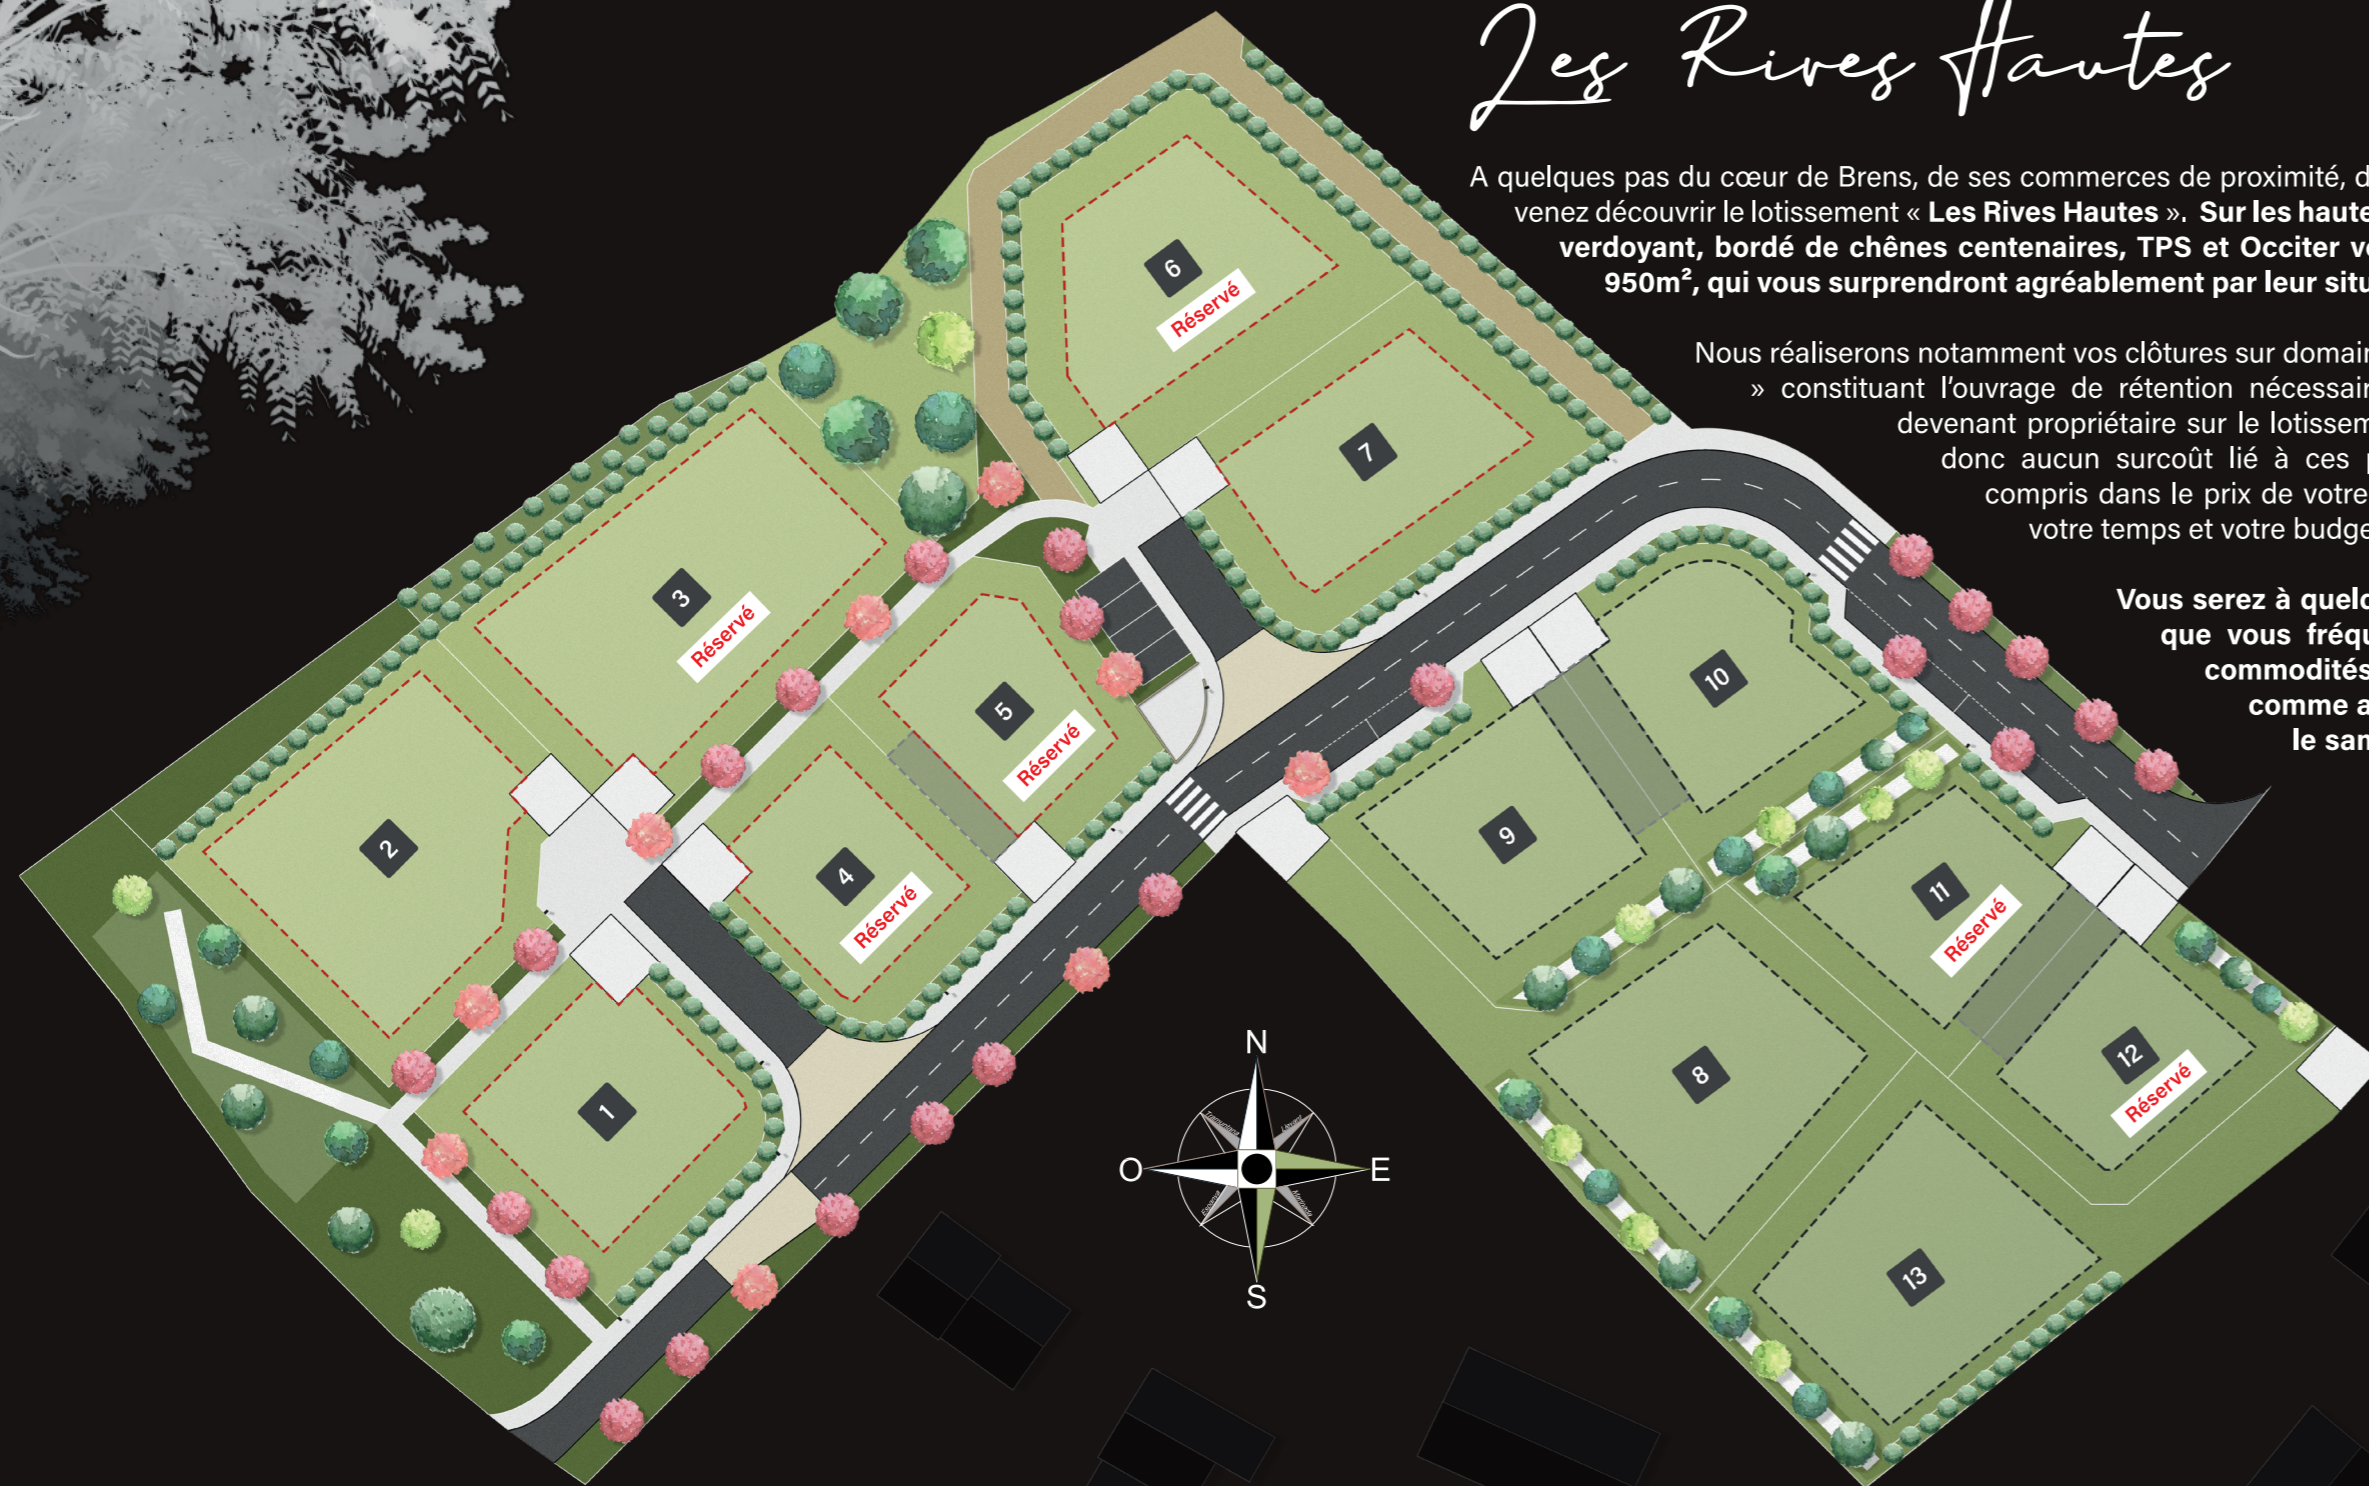 Les Rives Hautes
A quelques pas du cœur de Brens, de ses commerces de proximité, d
venez découvrir le lotissement « Les Rives Hautes ». Sur les haute
verdoyant, bordé de chênes centenaires, TPS et Occiter v
950m², qui vous surprendront agréablement par leur situ
Nous réaliserons notamment vos clôtures sur domain
» constituant l'ouvrage de rétention nécessair
devenant propriétaire sur le lotissem
donc aucun surcoût lié à ces p
compris dans le prix de votre
votre temps et votre budge
Vous serez à quelq
que vous fréqu
commodités
comme a
le sam
6
Réservé
7
3
Réservé
5
Réservé
10
2
4
Réservé
9
11
Réservé
1
8
12
Réservé
13
N
O
E
S